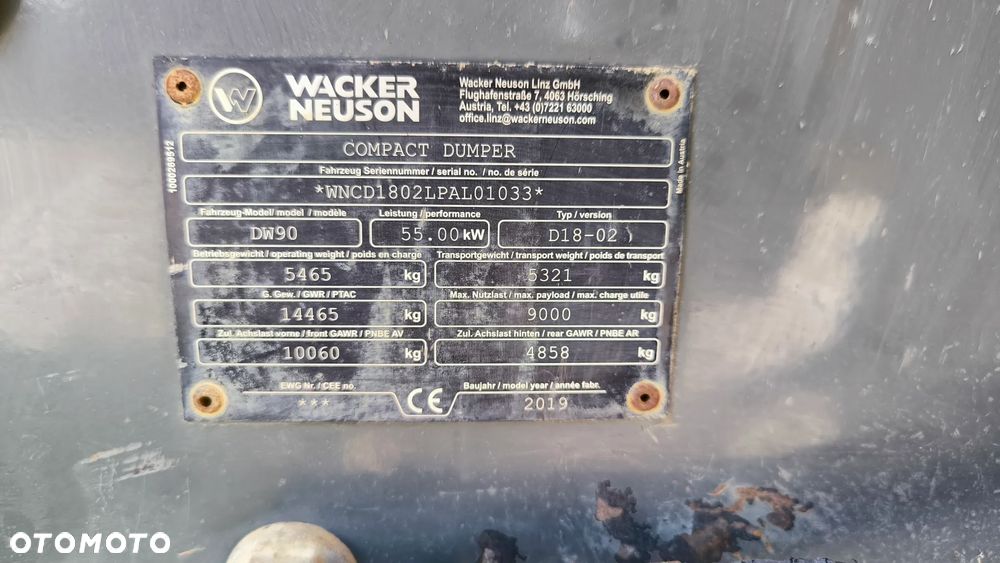 WACKER
NEUSON
Wacker Neuson Linz GmbH
Flughafenstraße 7, 4063 Hörsching
Austria, Tel. +43 (0)7221 63000
office.linz@wackerneuson.com
COMPACT DUMPER
Fahrzeug Seriennummer / serial no. / no. de série
*WNCD1802LPAL01033*
Fahrzeug-Model / model / modèle
Leistung / performance
Typ / version
DW90
55.00 kW
D18-02
Betriebsgewicht / operating weight / poids en charge
Transportgewicht / transport weight / poids de transport
5465 kg
5321 kg
G. Gew. / GWR / PTAC
Max. Nutzlast / max. payload / max. charge utile
14465 kg
9000 kg
Zul. Achslast vorne / front GAWR / PNBE AV
Zul. Achslast hinten / rear GAWR / PNBE AR
10060 kg
4858 kg
EWG Nr. / CEE no.
Baujahr / model year / année fabr.
***
CE
2019
1000269512
Made in Austria
OTOMOTO